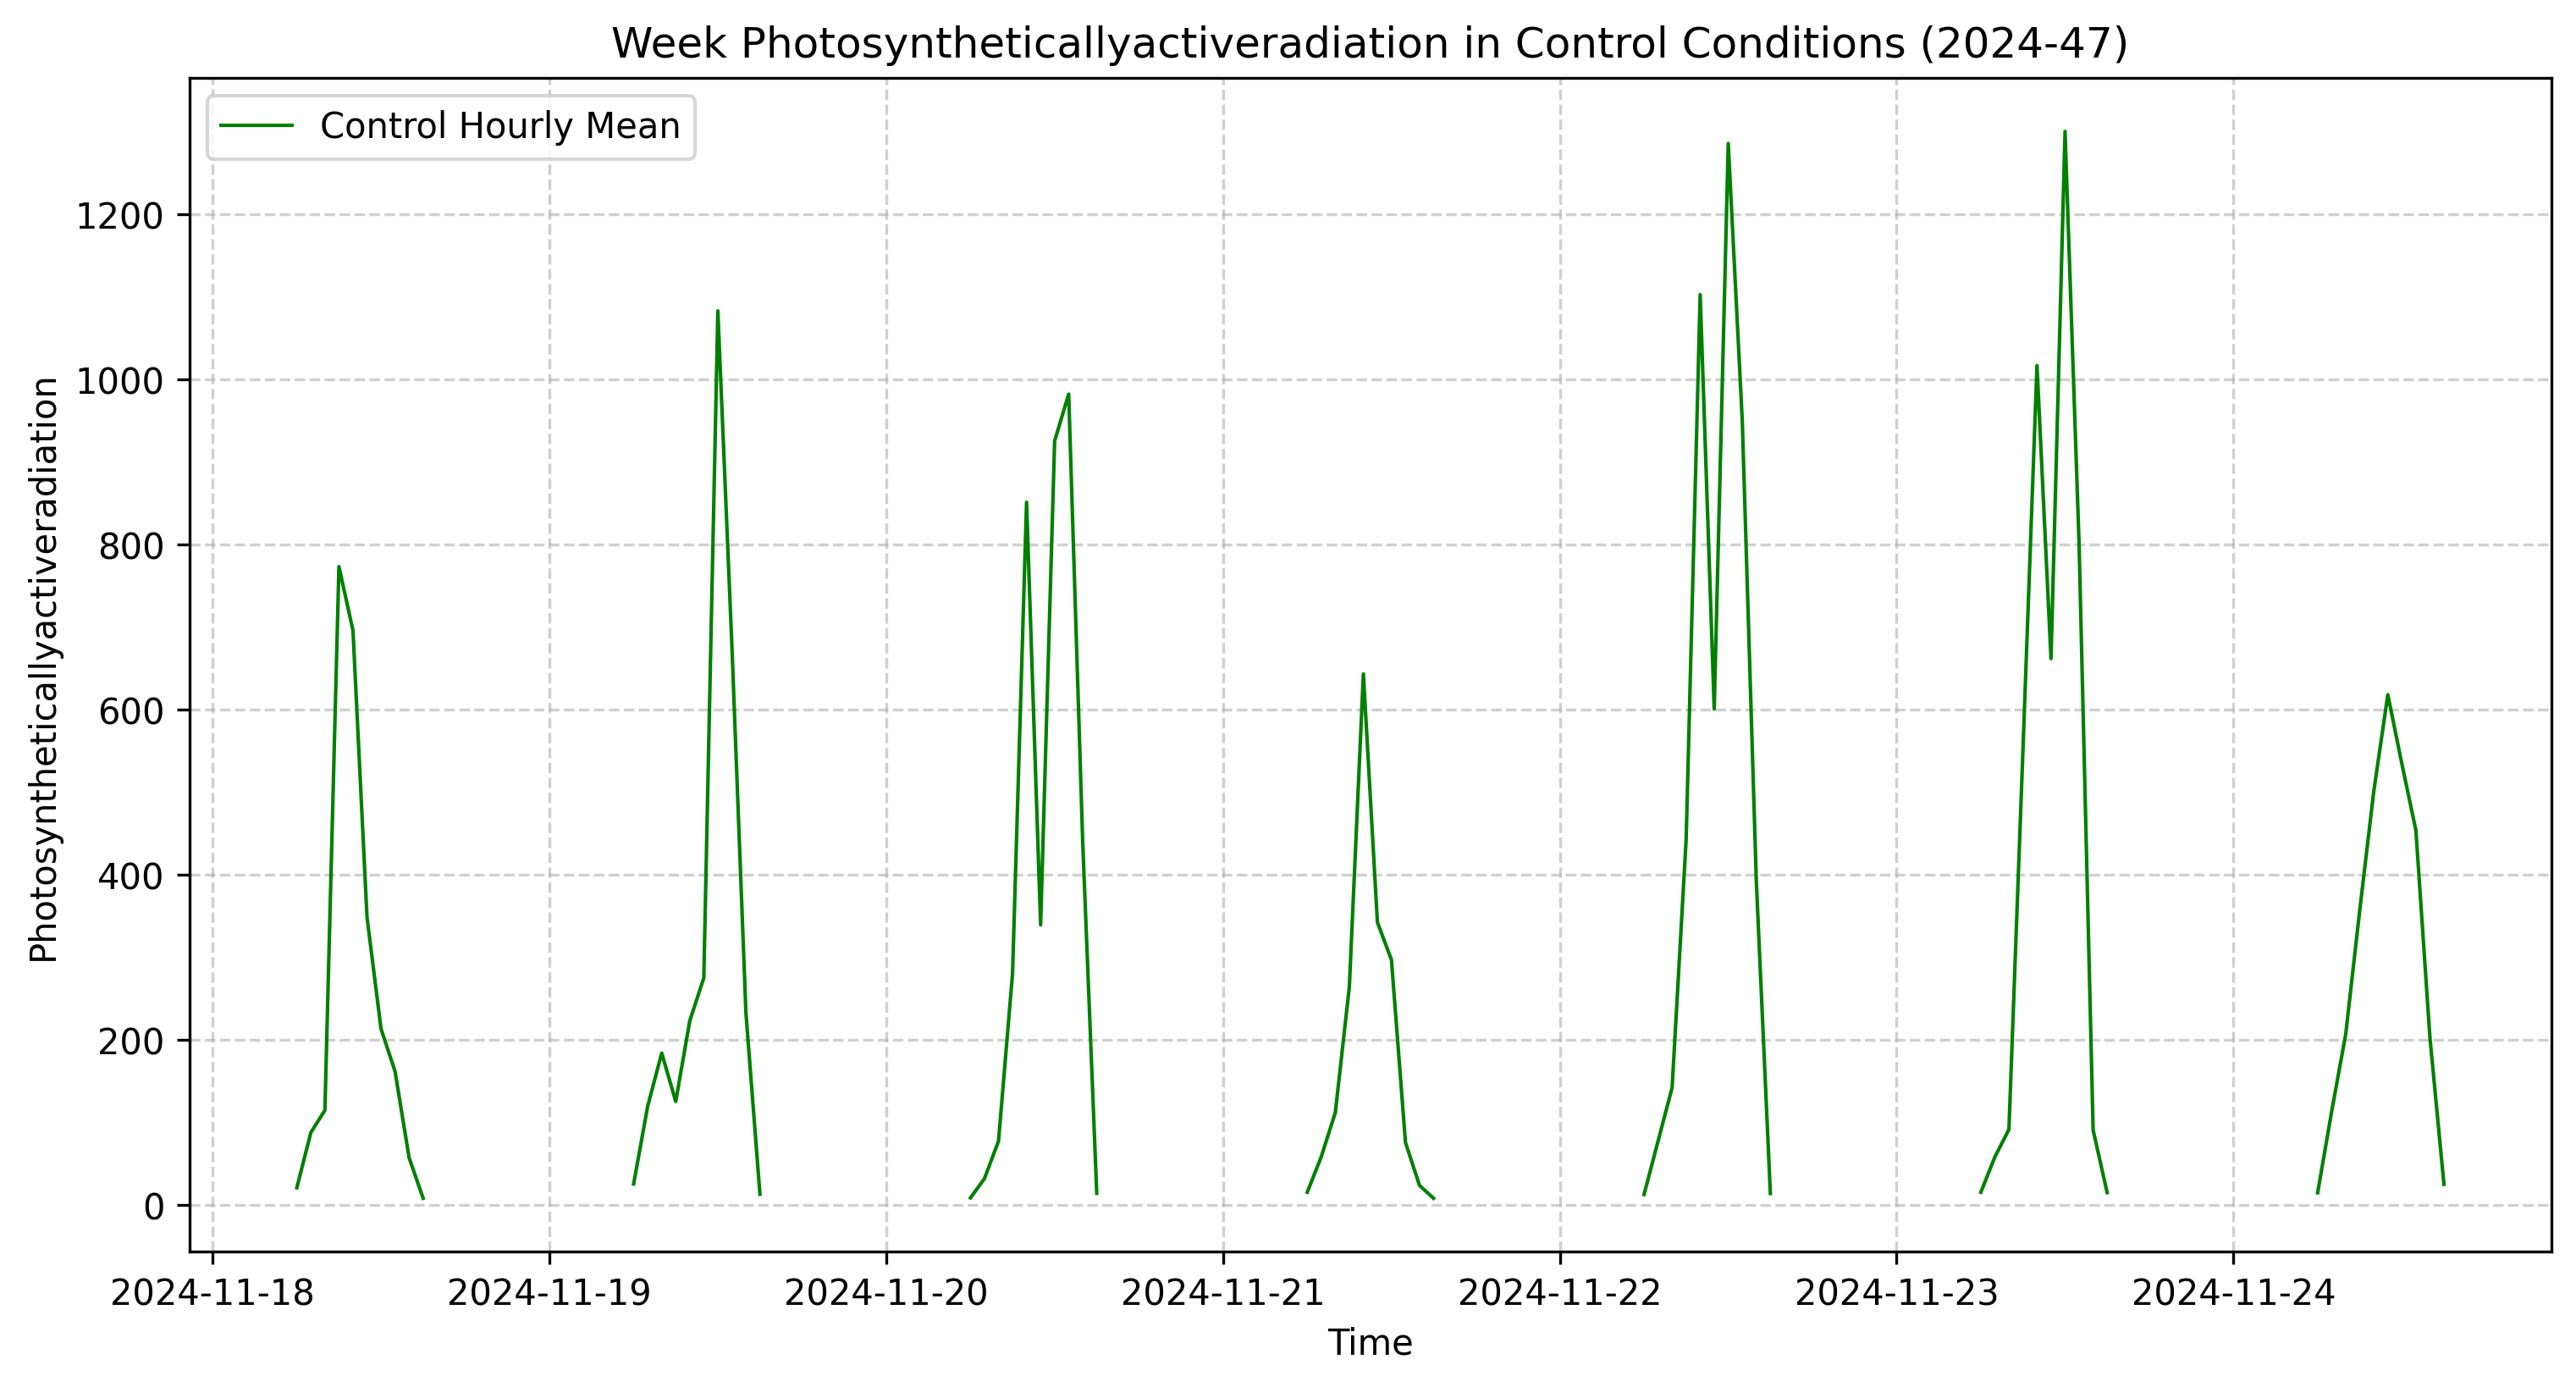 Week Photosyntheticallyactiveradiation in Control Conditions (2024-47)
Control Hourly Mean
Photosyntheticallyactiveradiation
1200
1000
800
600
400
200
0
2024-11-18 2024-11-19 2024-11-20 2024-11-21 2024-11-22 2024-11-23 2024-11-24
Time